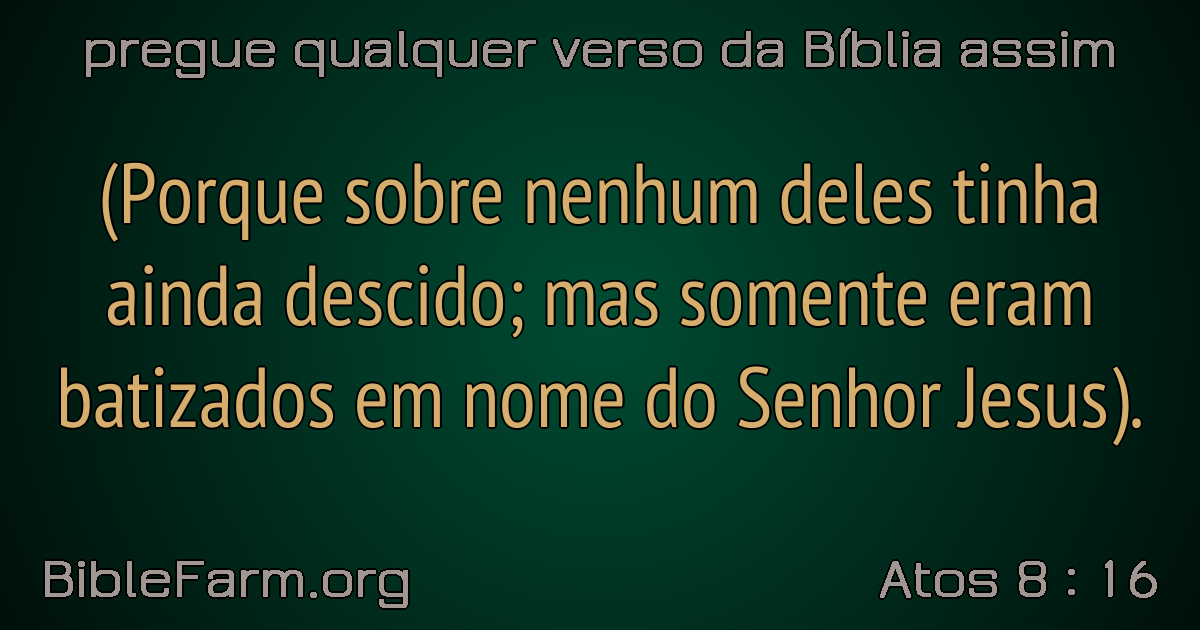 pregue qualquer verso da Bíblia assim
(Porque sobre nenhum deles tinha
ainda descido; mas somente eram
batizados em nome do Senhor Jesus).
BibleFarm.org
Atos 8 : 16